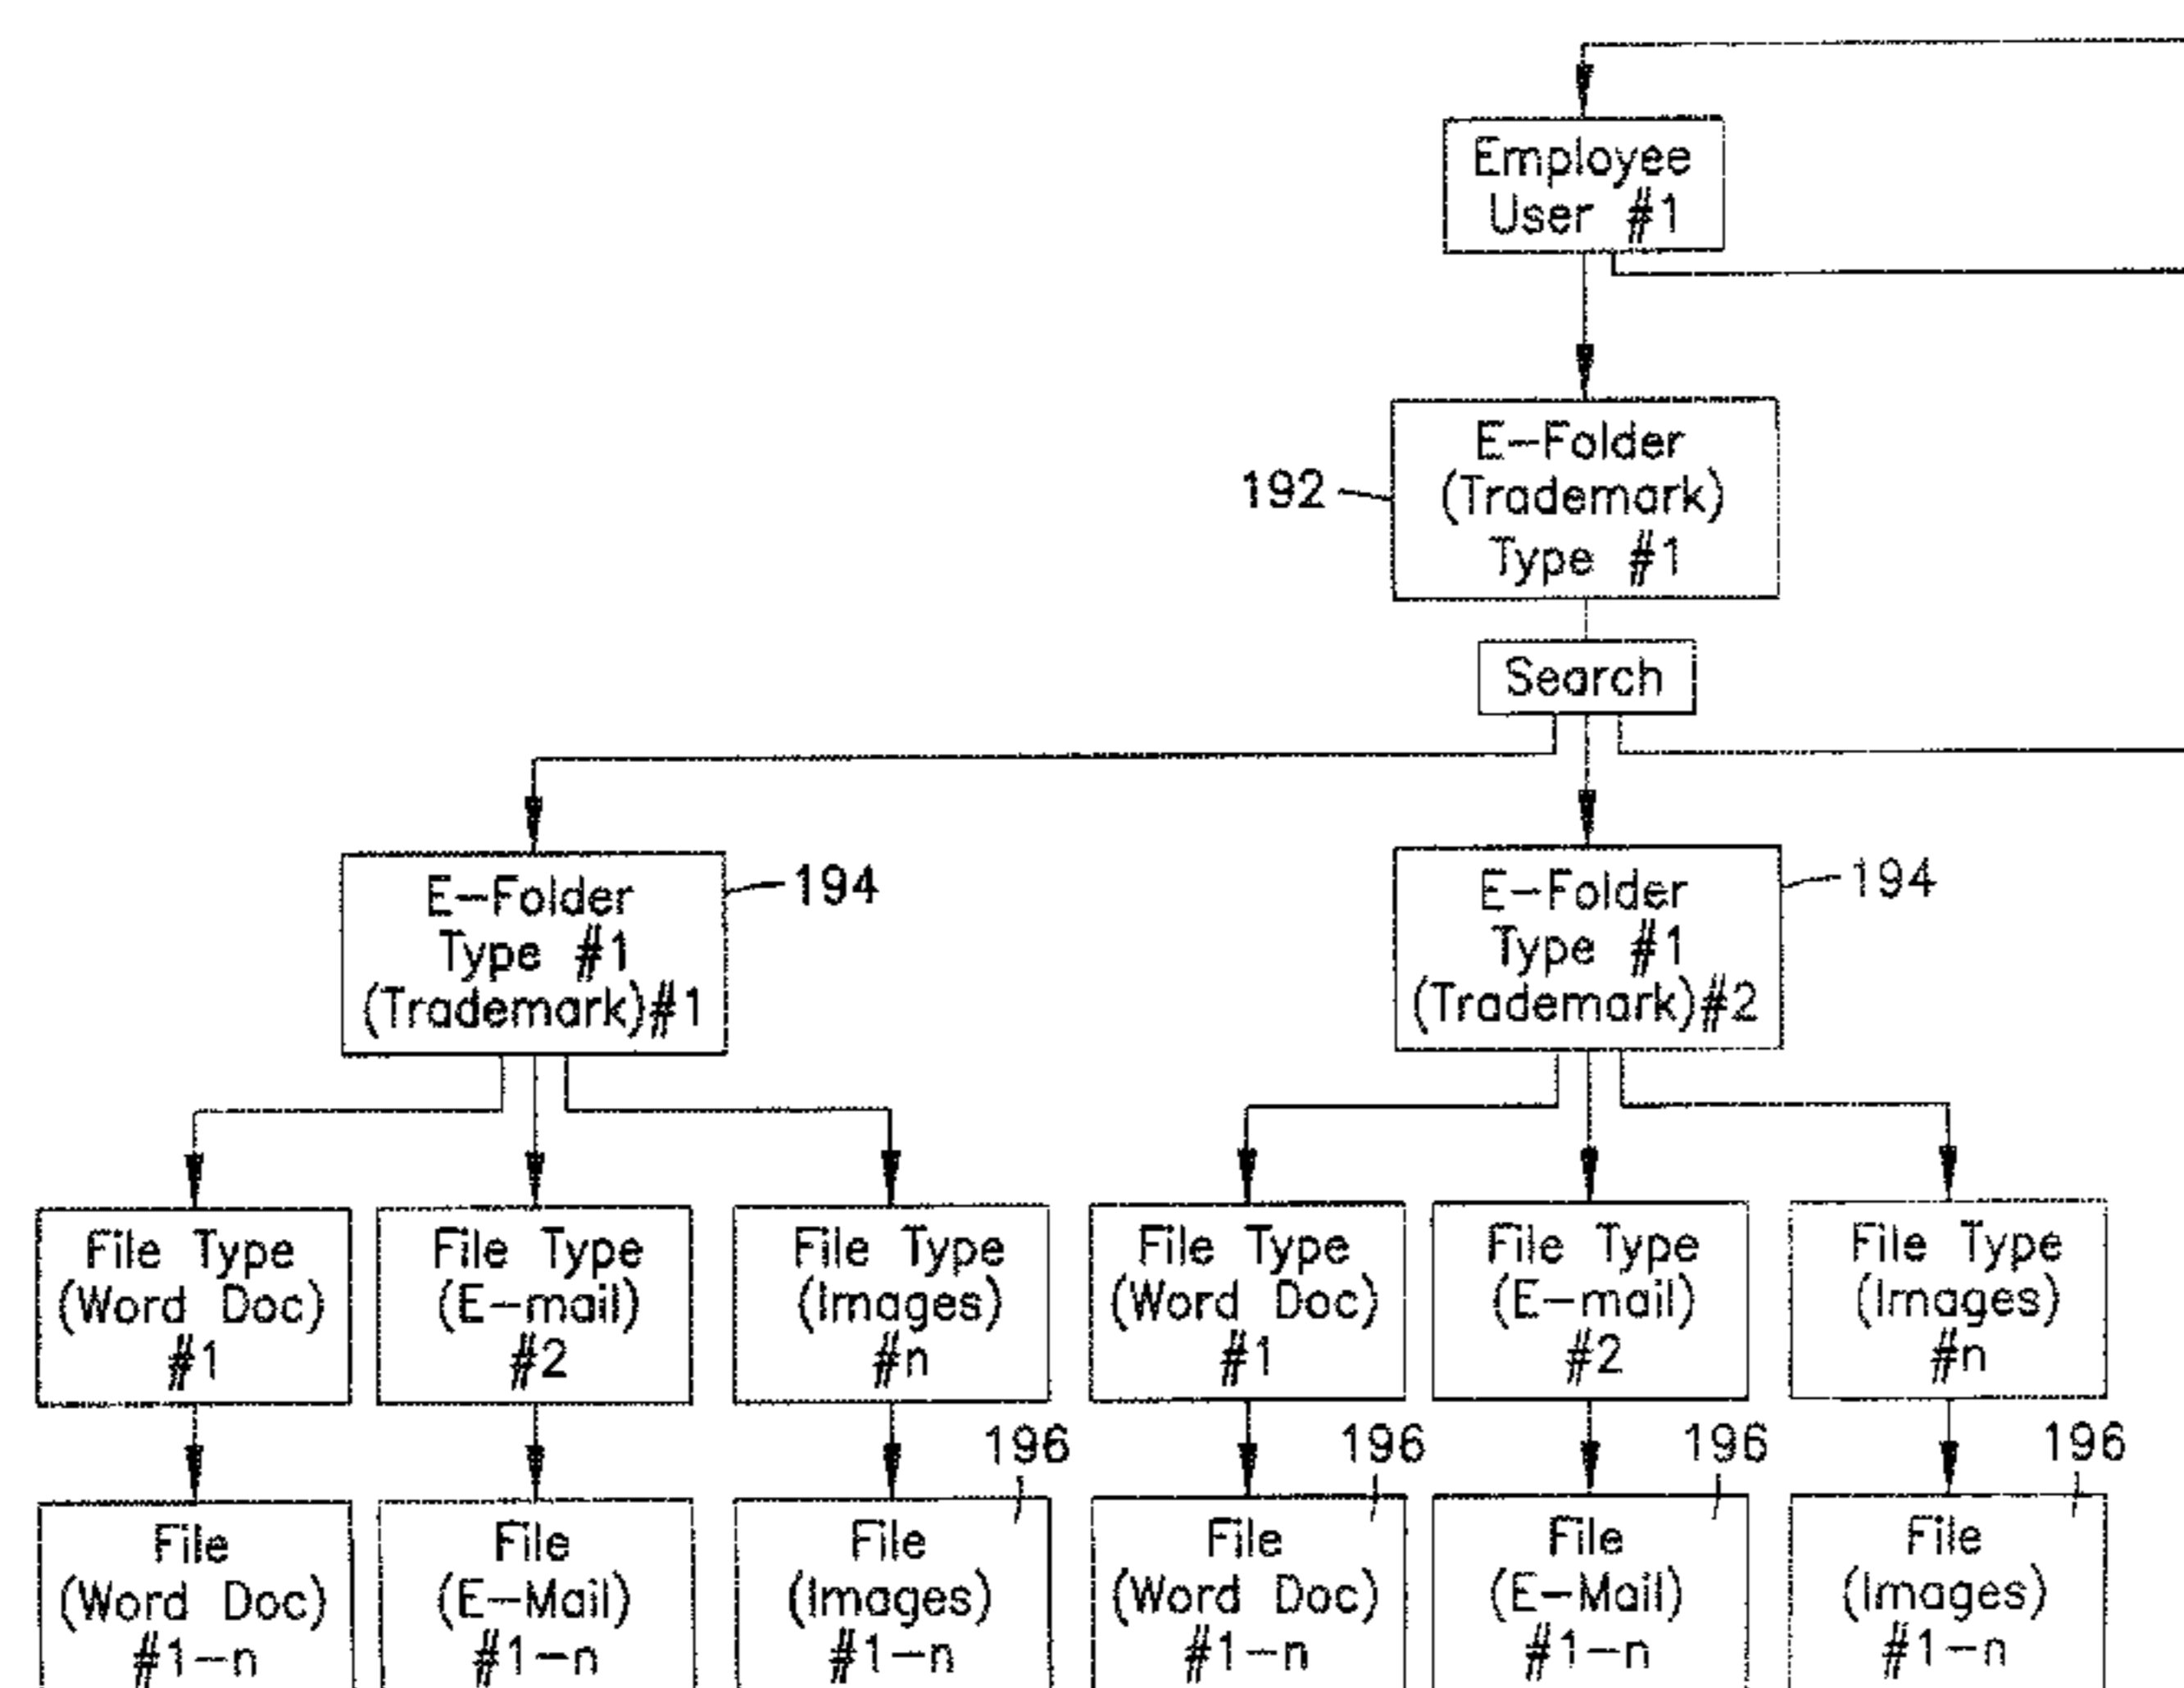 Employee
User #1
192
E-Folder
(Trademark)
Type #1
Search
E-Folder
Type #1
(Trademark)#1
194
E-Folder
Type #1
(Trademark)#2
194
File Type
(Word Doc)
#1
File Type
(E-mail)
#2
File Type
(Images)
#n
File Type
(Word Doc)
#1
File Type
(E-mail)
#2
File Type
(Images)
#n
196
196
196
196
File
(Word Doc)
#1-n
File
(E-Mail)
#1-n
File
(Images)
#1-n
File
(Word Doc)
#1-n
File
(E-Mail)
#1-n
File
(Images)
#1-n